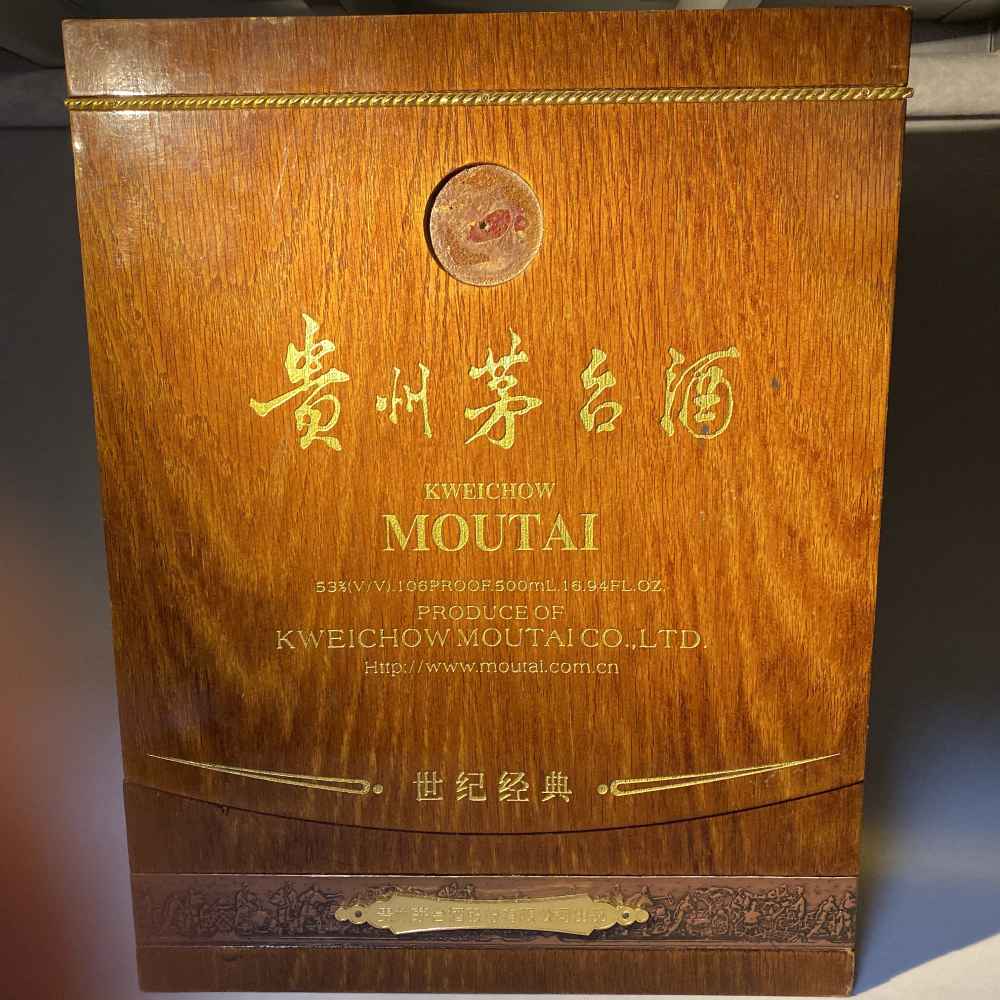 貴州茅台酒
KWEICHOW
MOUTAI
53%(V/V).106PROOF.500mL.16.94FL.OZ.
PRODUCE OF
KWEICHOW MOUTAI CO.,LTD.
Http://www.moutai.com.cn
世纪经典